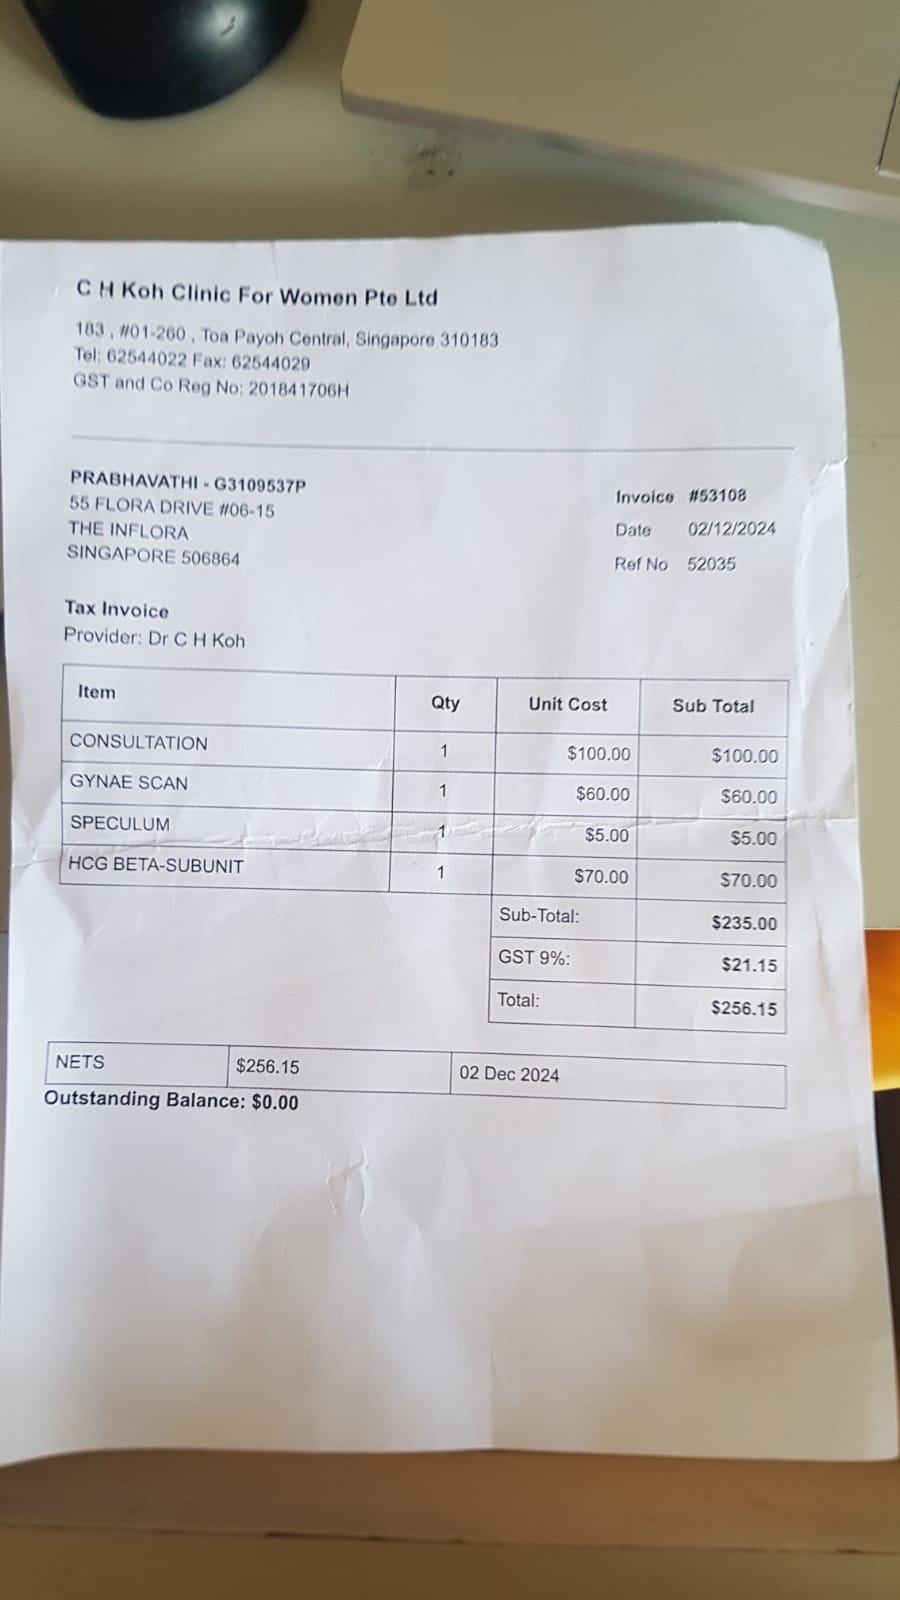 C H Koh Clinic For Women Pte Ltd
183 , #01-260 , Toa Payoh Central, Singapore 310183
Tel: 62544022 Fax: 62544029
GST and Co Reg No: 201841706H
PRABHAVATHI - G3109537P
55 FLORA DRIVE #06-15
THE INFLORA
SINGAPORE 506864
Invoice #53108
Date 02/12/2024
Ref No 52035
Tax Invoice
Provider: Dr C H Koh
Item Qty Unit Cost Sub Total
CONSULTATION 1 $100.00 $100.00
GYNAE SCAN 1 $60.00 $60.00
SPECULUM 1 $5.00 $5.00
HCG BETA-SUBUNIT 1 $70.00 $70.00
Sub-Total: $235.00
GST 9%: $21.15
Total: $256.15
NETS $256.15 02 Dec 2024
Outstanding Balance: $0.00